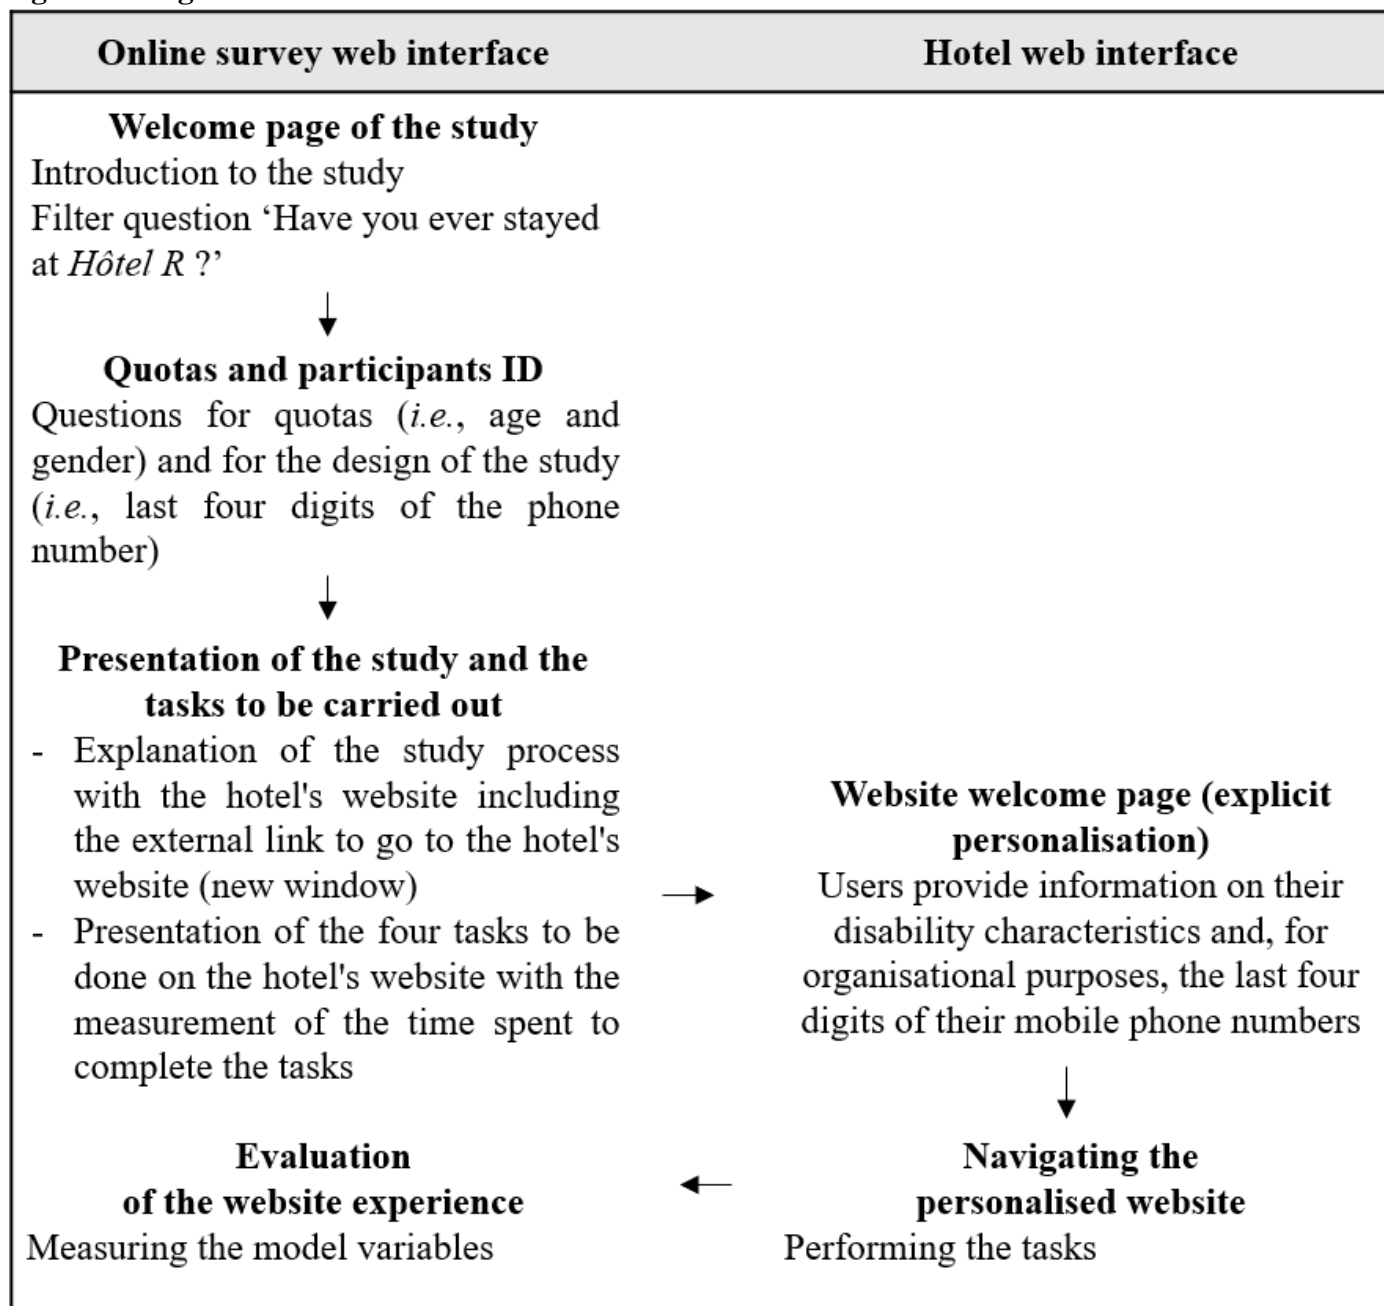 Online survey web interface
Hotel web interface
Welcome page of the study
Introduction to the study
Filter question ‘Have you ever stayed
at Hôtel R ?’
Quotas and participants ID
Questions for quotas (i.e., age and
gender) and for the design of the study
(i.e., last four digits of the phone
number)
Presentation of the study and the
tasks to be carried out
- Explanation of the study process
with the hotel's website including
the external link to go to the hotel's
website (new window)
- Presentation of the four tasks to be
done on the hotel's website with the
measurement of the time spent to
complete the tasks
Website welcome page (explicit
personalisation)
Users provide information on their
disability characteristics and, for
organisational purposes, the last four
digits of their mobile phone numbers
Navigating the
personalised website
Performing the tasks
Evaluation
of the website experience
Measuring the model variables